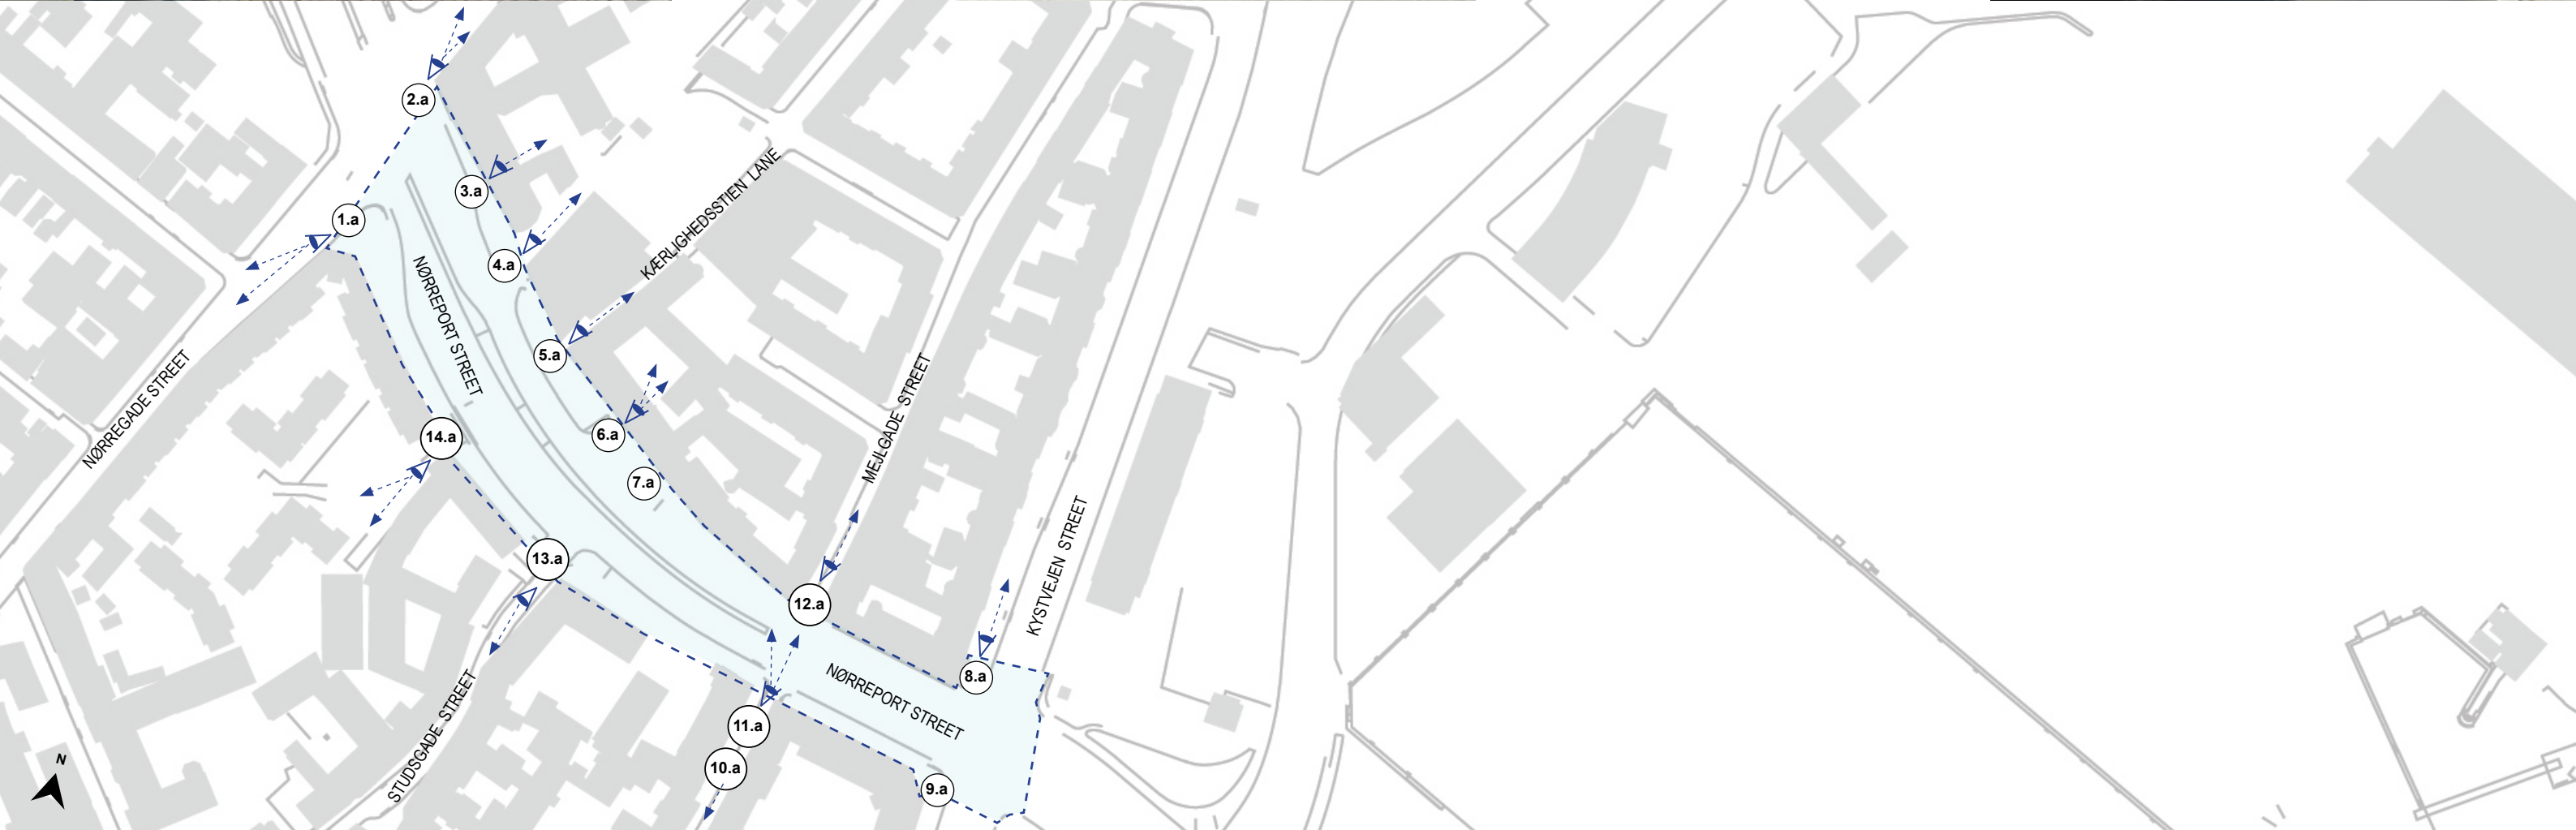 2.a
KÆRLIGHEDSSTIEN LANE
3.a
1.a
4.a
NØRREPORT STREET
5.a
NØRREGADE STREET
MEJLGADE STREET
6.a
14.a
7.a
KYSTVEJEN STREET
13.a
12.a
8.a
NØRREPORT STREET
11.a
STUDSGADE STREET
10.a
N
9.a